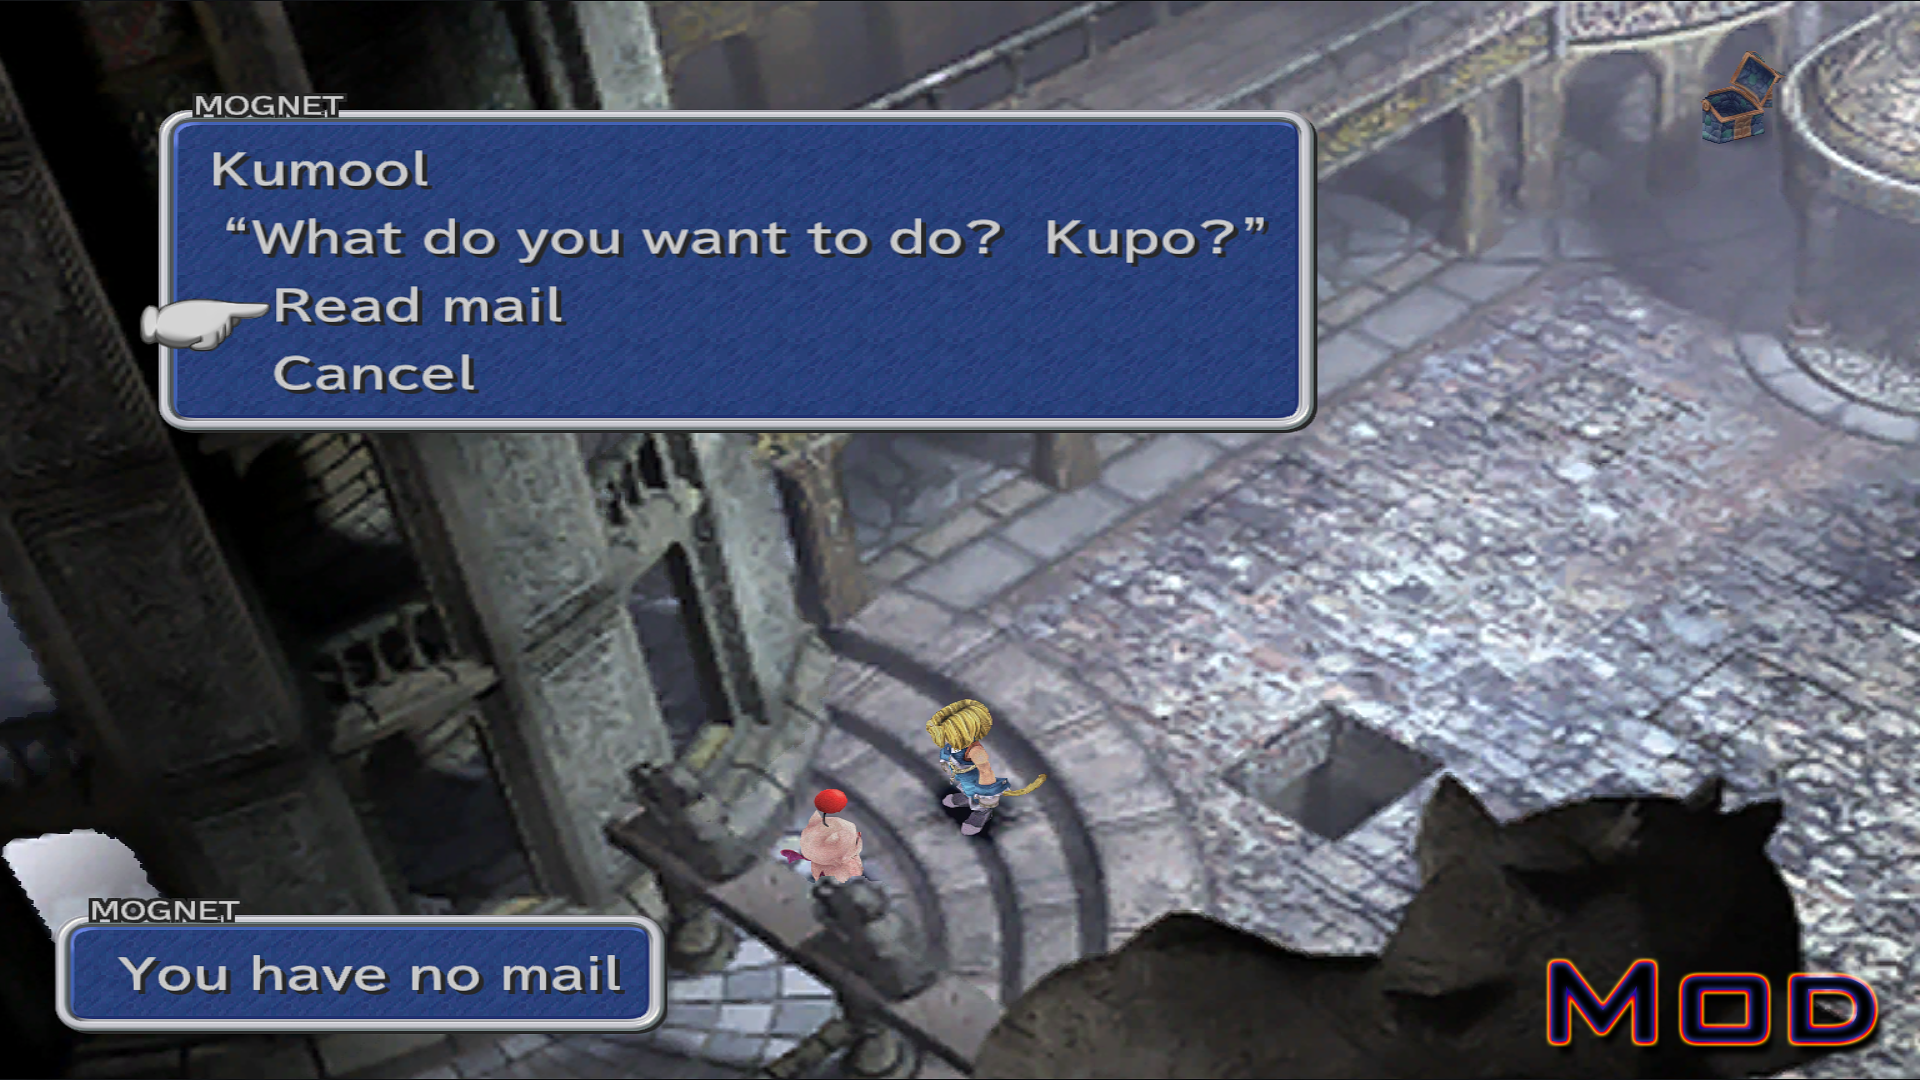 MOGNET
Kumool
“What do you want to do? Kupo?”
Read mail
Cancel
MOGNET
You have no mail
MOD